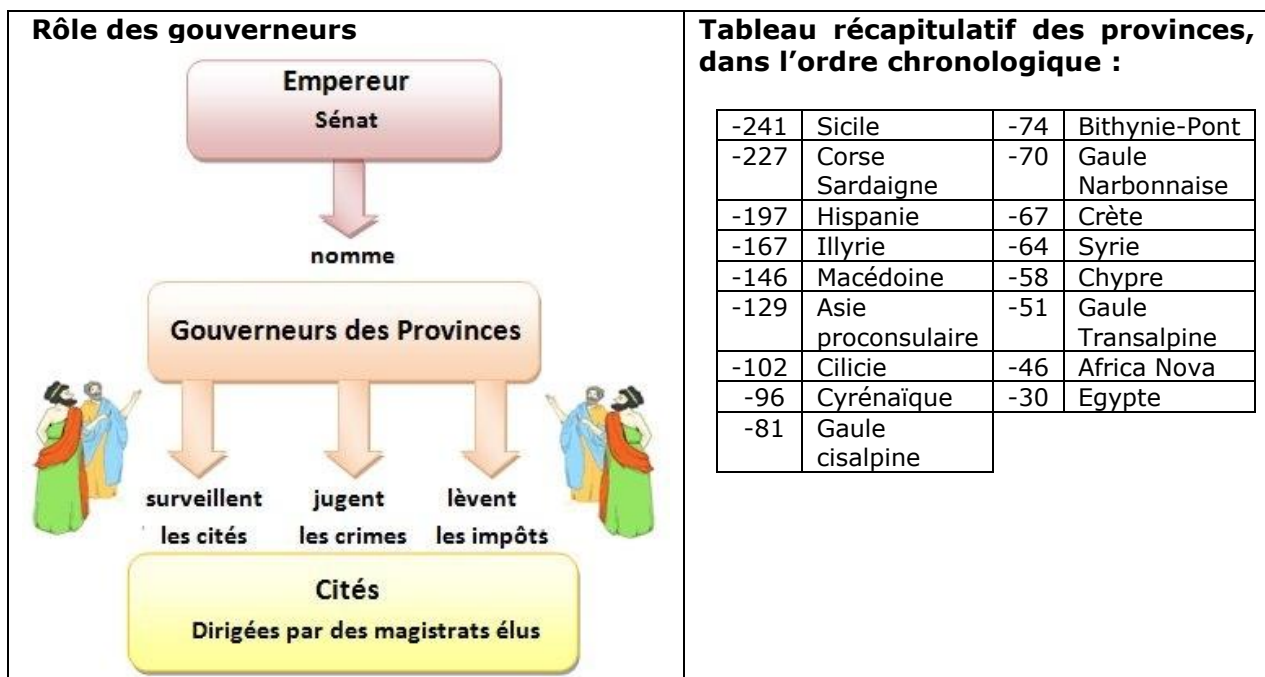 Rôle des gouverneurs
Empereur
Sénat
nomme
Gouverneurs des Provinces
surveillent
les cités
jugent
les crimes
lèvent
les impôts
Cités
Dirigées par des magistrats élus
Tableau récapitulatif des provinces,
dans l’ordre chronologique :
-241 Sicile
-227 Corse
Sardaigne
-197 Hispanie
-167 Illyrie
-146 Macédoine
-129 Asie
proconsulaire
-102 Cilicie
-96 Cyrénaïque
-81 Gaule
cisalpine
-74 Bithynie-Pont
-70 Gaule
Narbonnaise
-67 Crète
-64 Syrie
-58 Chypre
-51 Gaule
Transalpine
-46 Africa Nova
-30 Egypte